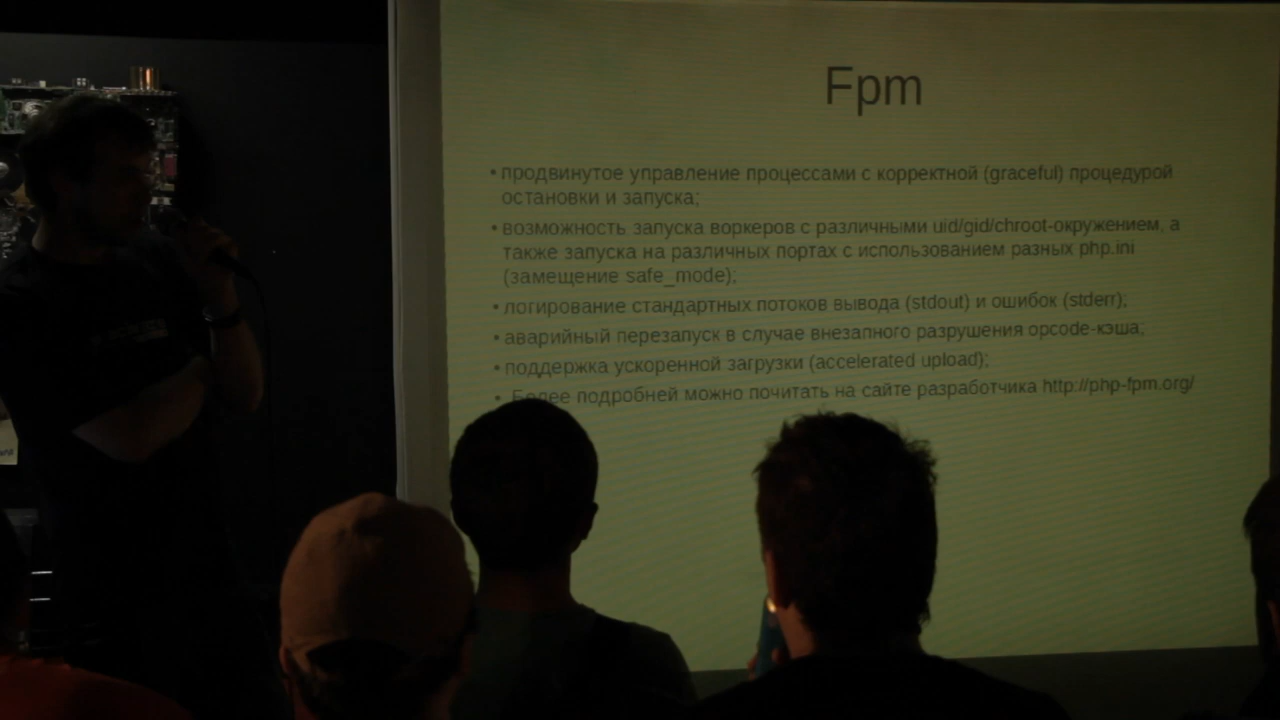 Fpm
• продвинутое управление процессами с корректной (graceful) процедурой
остановки и запуска;
• возможность запуска воркеров с различными uid/gid/chroot-окружением, а
также запуска на различных портах с использованием разных php.ini
(замещение safe_mode);
• логирование стандартных потоков вывода (stdout) и ошибок (stderr);
• аварийный перезапуск в случае внезапного разрушения opcode-кэша;
• поддержка ускоренной загрузки (accelerated upload);
• Более подробней можно почитать на сайте разработчика http://php-fpm.org/